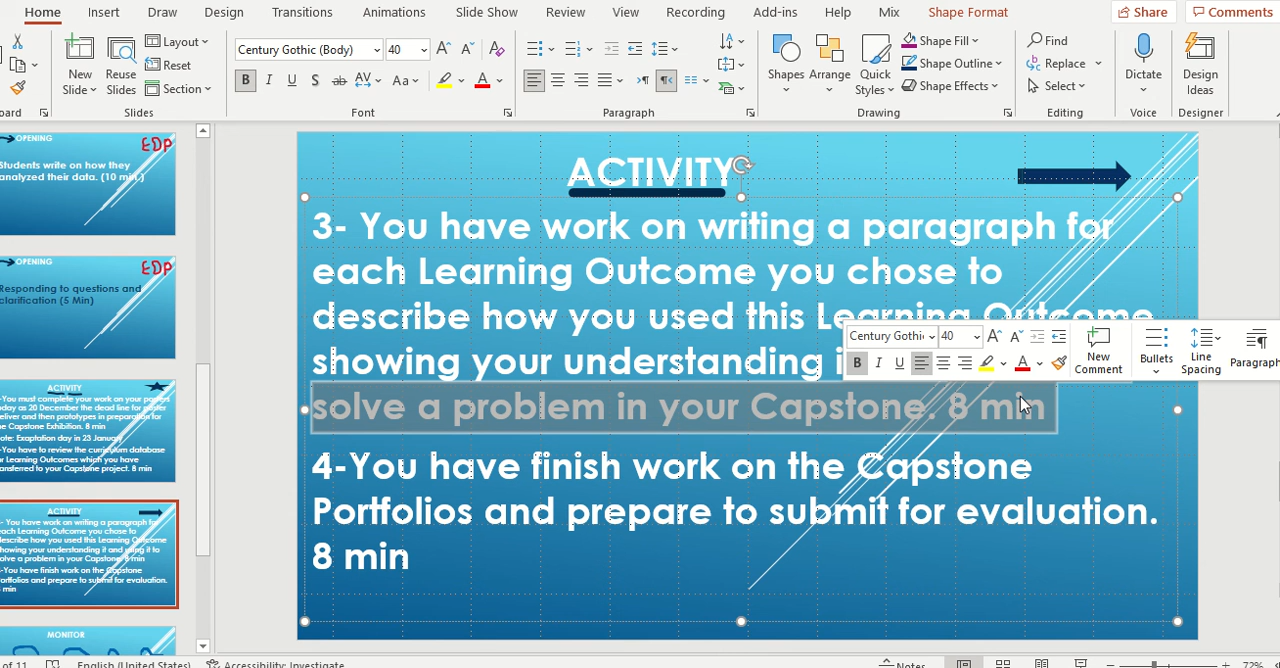 Home Insert Draw Design Transitions Animations Slide Show Review View Recording Add-ins Help Mix Shape Format Share Comments
New Slide
Reuse Slides
Layout
Reset
Section
Century Gothic (Body) 40
Shapes
Arrange
Quick Styles
Shape Fill
Shape Outline
Shape Effects
Find
Replace
Select
Dictate
Design Ideas
Slides Font Paragraph Drawing Editing Voice Designer
OPENING
EDP
Students write on how they
analyzed their data. (10 min.)
OPENING
EDP
Responding to questions and
clarification (5 Min)
ACTIVITY
ACTIVITY
MONITOR
ACTIVITY
3- You have work on writing a paragraph for
each Learning Outcome you chose to
describe how you used this Learning Outcome
showing your understanding
solve a problem in your Capstone. 8 min
4-You have finish work on the Capstone
Portfolios and prepare to submit for evaluation.
8 min
Century Gothic 40
New Comment
Bullets
Line Spacing
Paragraph
of 11 English (United States) Accessibility: Investigate Notes 72%